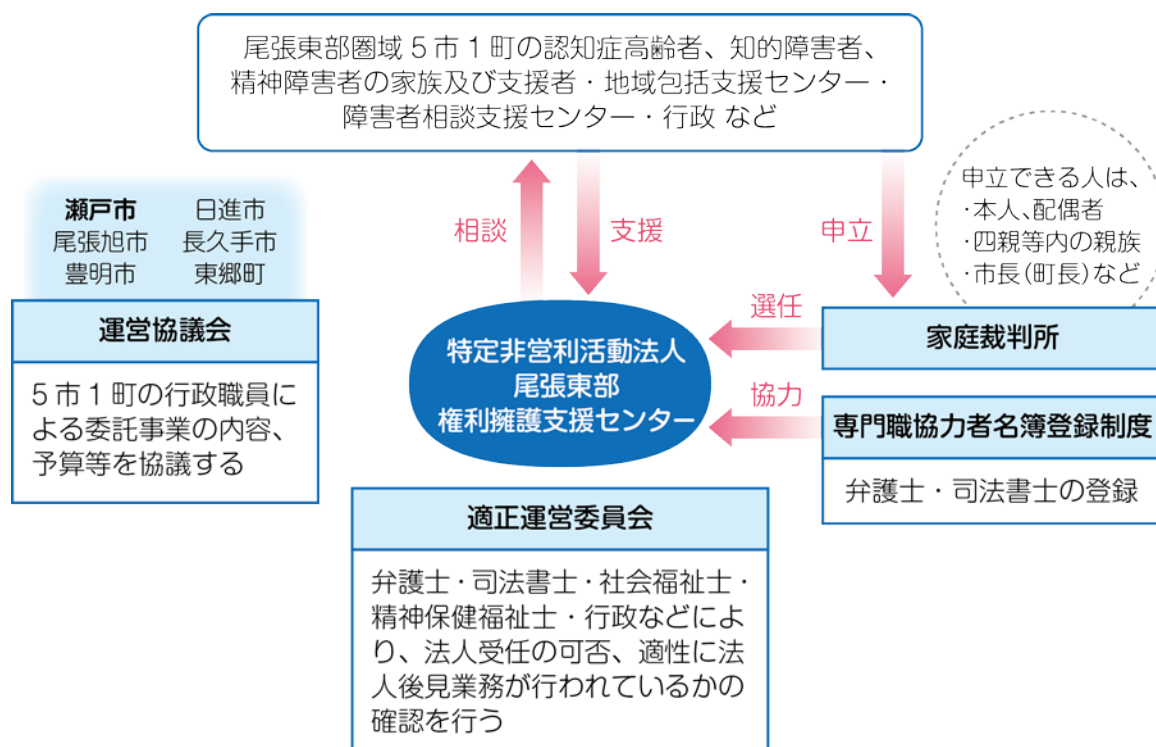 尾張東部圏域5市1町の認知症高齢者、知的障害者、
精神障害者の家族及び支援者・地域包括支援センター・
障害者相談支援センター・行政 など
瀬戸市 日進市
尾張旭市 長久手市
豊明市 東郷町
運営協議会
5市1町の行政職員に
よる委託事業の内容、
予算等を協議する
相談
支援
申立
申立できる人は、
・本人、配偶者
・四親等内の親族
・市長(町長)など
選任
家庭裁判所
特定非営利活動法人
尾張東部
権利擁護支援センター
協力
専門職協力者名簿登録制度
弁護士・司法書士の登録
適正運営委員会
弁護士・司法書士・社会福祉士・
精神保健福祉士・行政などによ
り、法人受任の可否、適性に法
人後見業務が行われているかの
確認を行う